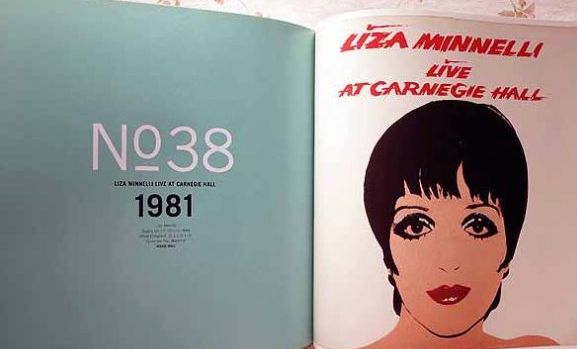 No38
LIZA MINNELLI LIVE AT CARNEGIE HALL
1981
LIZA MINNELLI
LIVE
AT CARNEGIE HALL